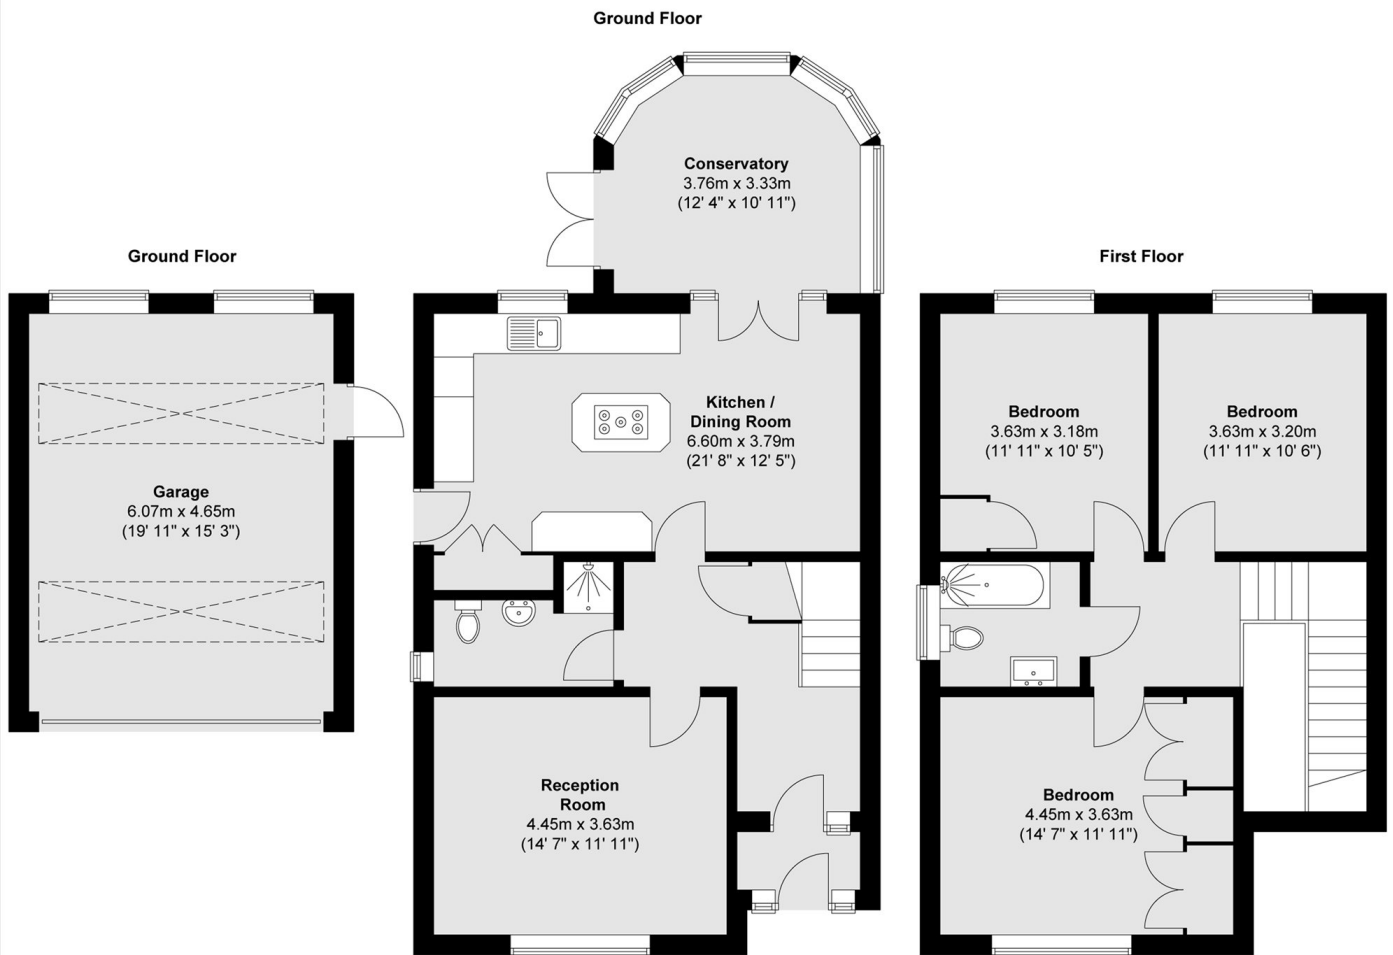 Ground Floor
Conservatory
3.76m x 3.33m
(12' 4" x 10' 11")
Ground Floor
First Floor
Kitchen /
Dining Room
6.60m x 3.79m
(21' 8" x 12' 5")
Bedroom
3.63m x 3.18m
(11' 11" x 10' 5")
Bedroom
3.63m x 3.20m
(11' 11" x 10' 6")
Garage
6.07m x 4.65m
(19' 11" x 15' 3")
Reception
Room
4.45m x 3.63m
(14' 7" x 11' 11")
Bedroom
4.45m x 3.63m
(14' 7" x 11' 11")